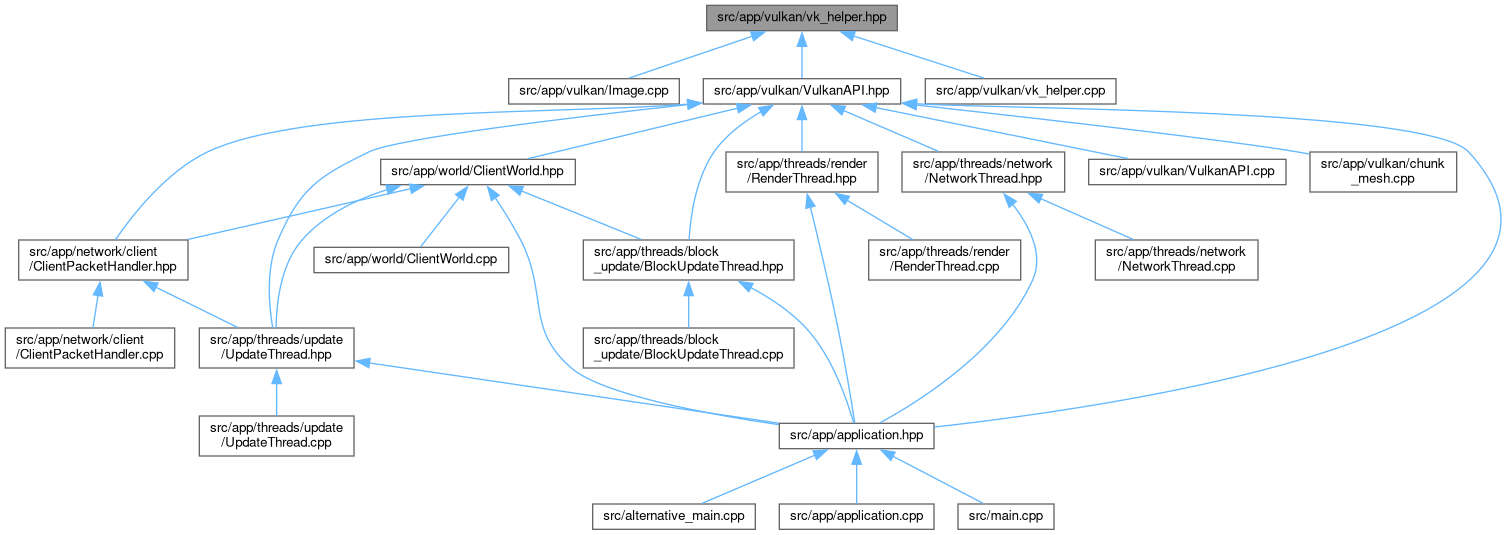 src/app/vulkan/vk_helper.hpp
src/app/vulkan/Image.cpp
src/app/vulkan/VulkanAPI.hpp
src/app/vulkan/vk_helper.cpp
src/app/world/ClientWorld.hpp
src/app/threads/render
/RenderThread.hpp
src/app/threads/network
/NetworkThread.hpp
src/app/vulkan/VulkanAPI.cpp
src/app/vulkan/chunk
_mesh.cpp
src/app/network/client
/ClientPacketHandler.hpp
src/app/world/ClientWorld.cpp
src/app/threads/block
_update/BlockUpdateThread.hpp
src/app/threads/render
/RenderThread.cpp
src/app/threads/network
/NetworkThread.cpp
src/app/network/client
/ClientPacketHandler.cpp
src/app/threads/update
/UpdateThread.hpp
src/app/threads/block
_update/BlockUpdateThread.cpp
src/app/threads/update
/UpdateThread.cpp
src/app/application.hpp
src/alternative_main.cpp
src/app/application.cpp
src/main.cpp